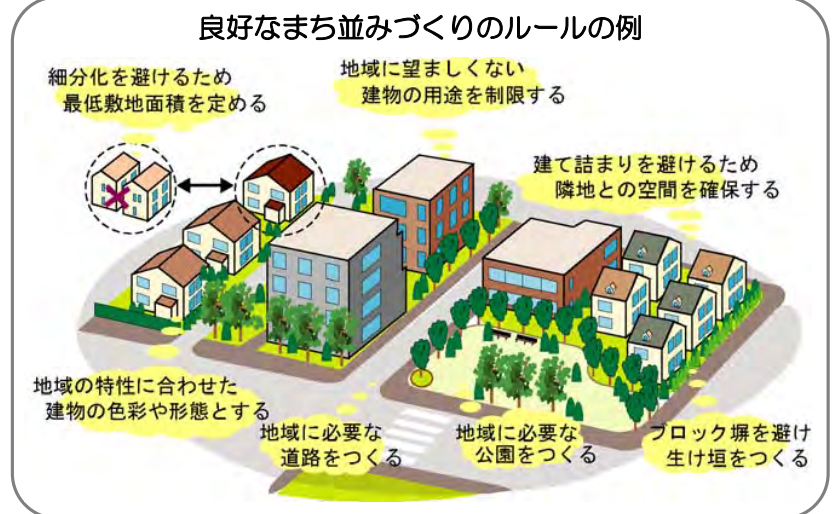 良好なまち並みづくりのルールの例
細分化を避けるため
最低敷地面積を定める
地域に望ましくない
建物の用途を制限する
建て詰まりを避けるため
隣地との空間を確保する
地域の特性に合わせた
建物の色彩や形態とする
地域に必要な
道路をつくる
地域に必要な
公園をつくる
ブロック塀を避け
生け垣をつくる